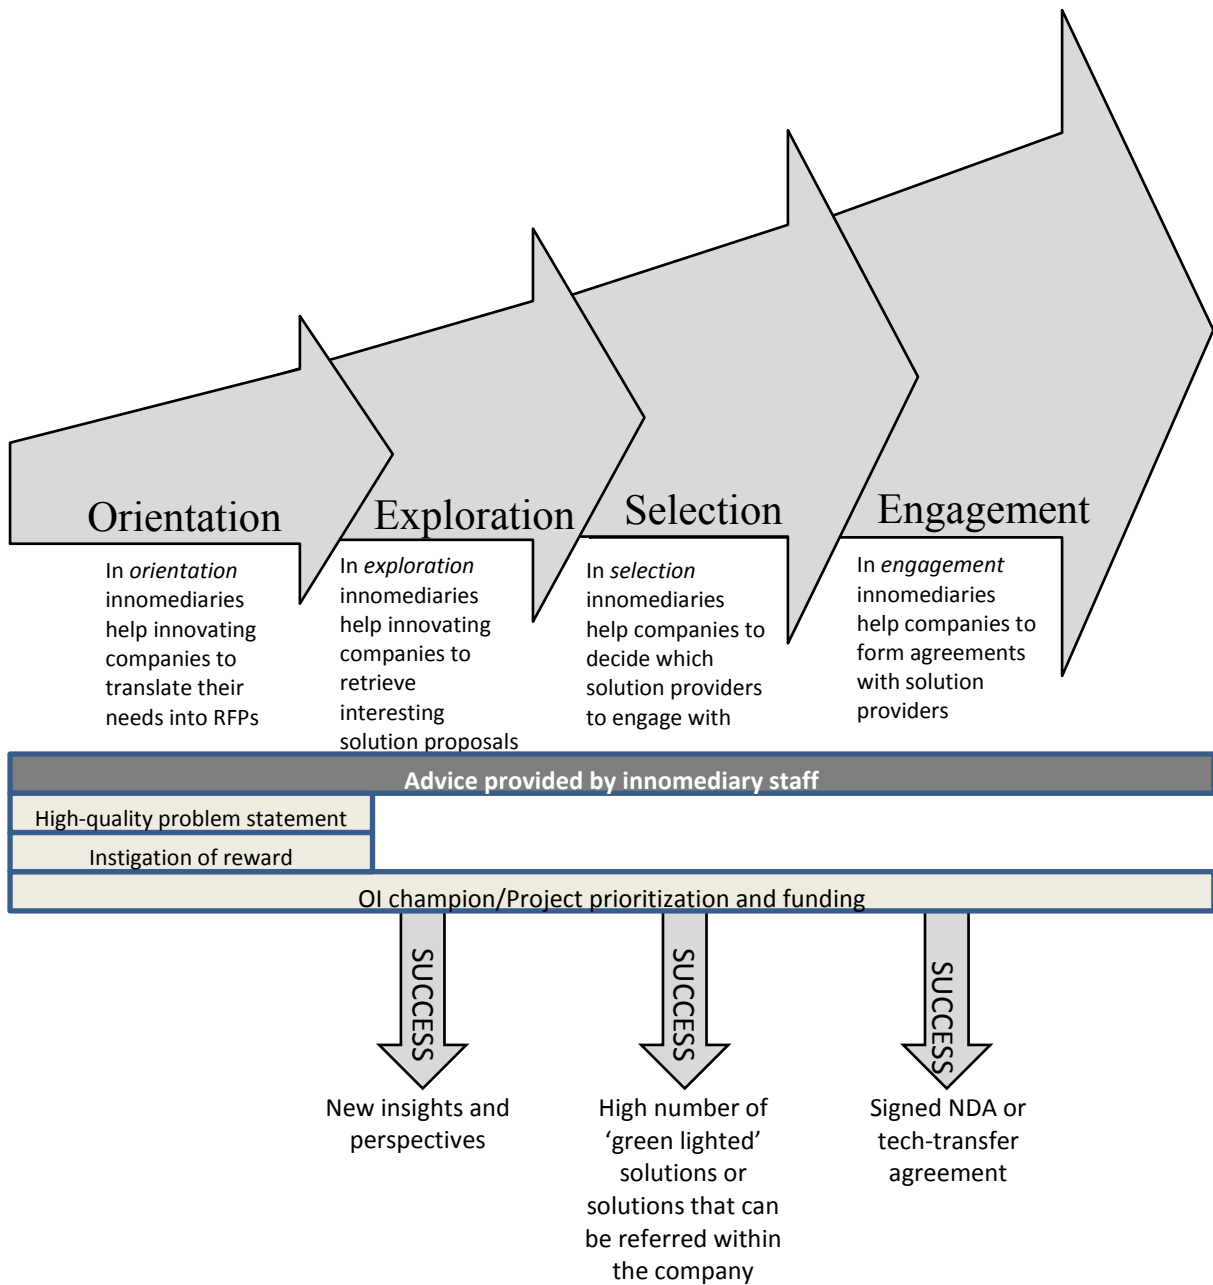 Orientation
Exploration
Selection
Engagement
In orientation
innomediaries
help innovating
companies to
translate their
needs into RFPs
In exploration
innomediaries
help innovating
companies to
retrieve
interesting
solution proposals
In selection
innomediaries
help companies to
decide which
solution providers
to engage with
In engagement
innomediaries
help companies to
form agreements
with solution
providers
Advice provided by innomediary staff
High-quality problem statement
Instigation of reward
OI champion/Project prioritization and funding
SUCCESS
SUCCESS
SUCCESS
New insights and
perspectives
High number of
‘green lighted’
solutions or
solutions that can
be referred within
the company
Signed NDA or
tech-transfer
agreement